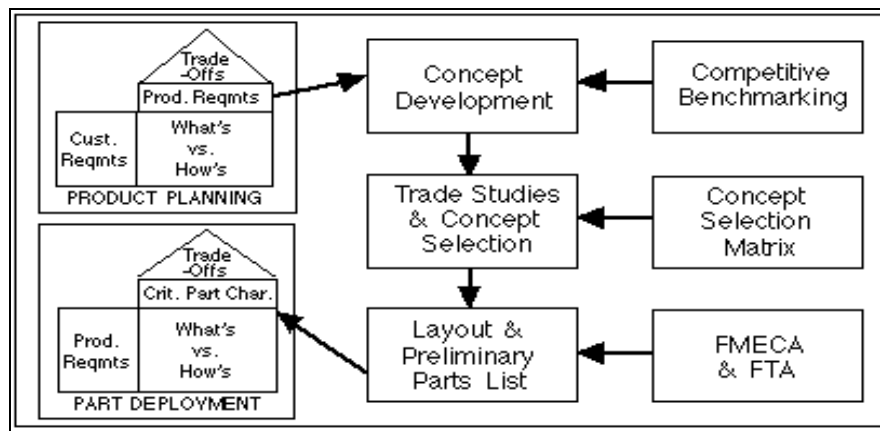 Trade
-Offs
Prod. Reqmts
Cust.
Reqmts
What's
vs.
How's
PRODUCT PLANNING
Concept
Development
Competitive
Benchmarking
Trade Studies
& Concept
Selection
Concept
Selection
Matrix
Trade
-Offs
Crit. Part Char.
Prod.
Reqmts
What's
vs.
How's
PART DEPLOYMENT
Layout &
Preliminary
Parts List
FMECA
& FTA